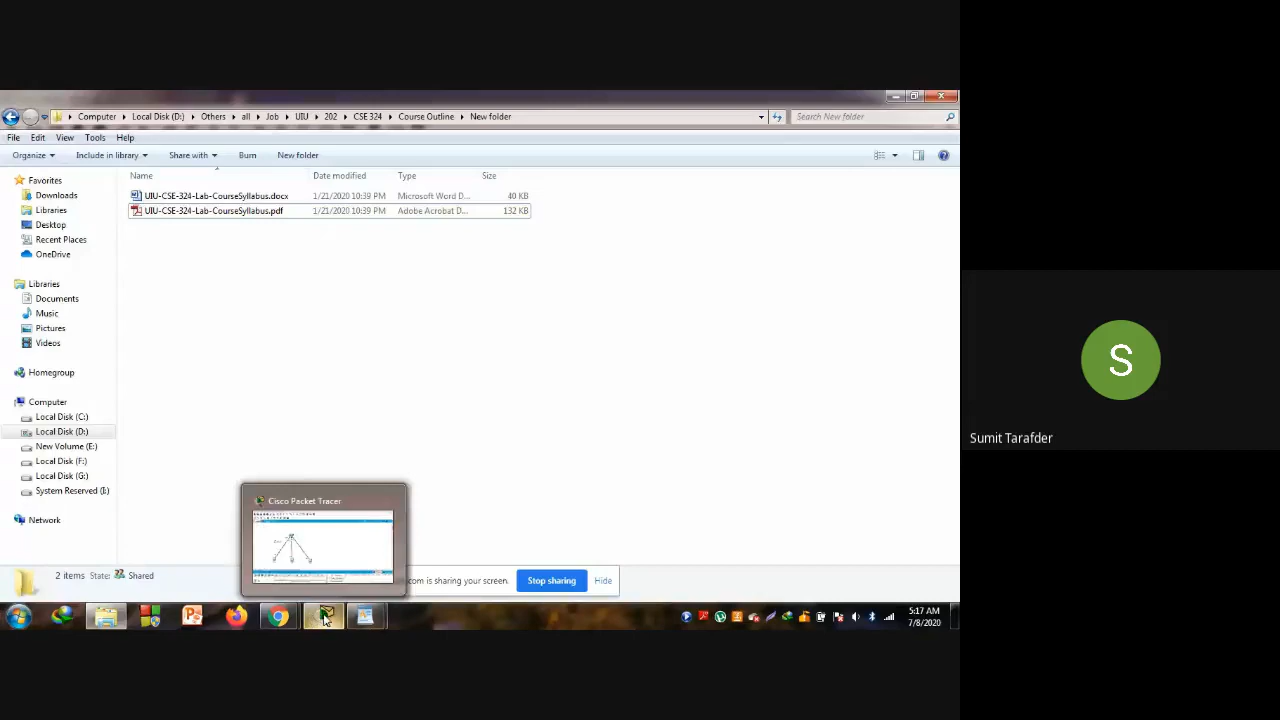 Computer Local Disk (D:) Others all Job UIU 202 CSE 324 Course Outline New folder
Search New folder
File Edit View Tools Help
Organize Include in library Share with Burn New folder
Name Date modified Type Size
UIU-CSE-324-Lab-CourseSyllabus.docx 1/21/2020 10:39 PM Microsoft Word D... 40 KB
UIU-CSE-324-Lab-CourseSyllabus.pdf 1/21/2020 10:39 PM Adobe Acrobat D... 132 KB
Favorites
Downloads
Libraries
Desktop
Recent Places
OneDrive
Libraries
Documents
Music
Pictures
Videos
Homegroup
Computer
Local Disk (C:)
Local Disk (D:)
New Volume (E:)
Local Disk (F:)
Local Disk (G:)
System Reserved (I:)
Network
Cisco Packet Tracer
2 items State: Shared
com is sharing your screen. Stop sharing Hide
5:17 AM
7/8/2020
S
Sumit Tarafder